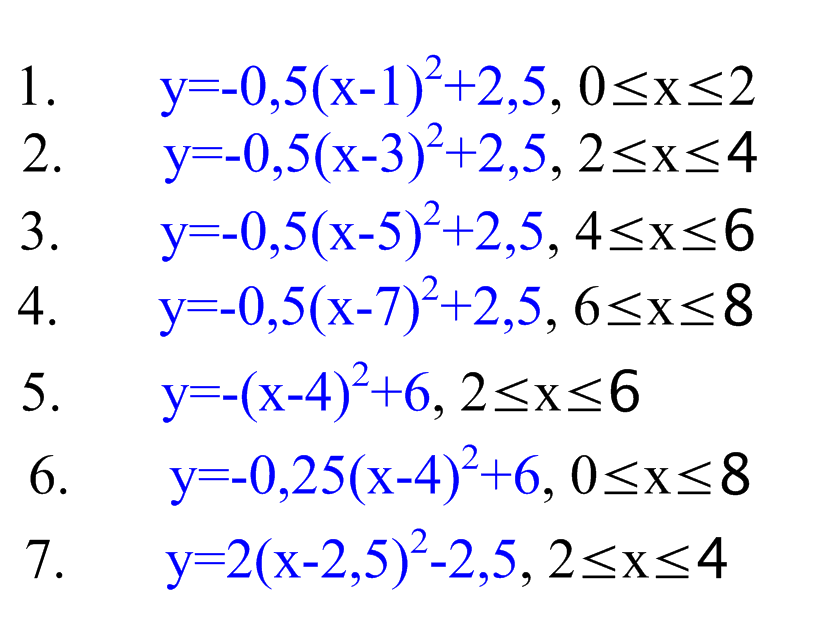 1. y=-0,5(x-1)²+2,5, 0≤x≤2
2. y=-0,5(x-3)²+2,5, 2≤x≤4
3. y=-0,5(x-5)²+2,5, 4≤x≤6
4. y=-0,5(x-7)²+2,5, 6≤x≤8
5. y=-(x-4)²+6, 2≤x≤6
6. y=-0,25(x-4)²+6, 0≤x≤8
7. y=2(x-2,5)²-2,5, 2≤x≤4